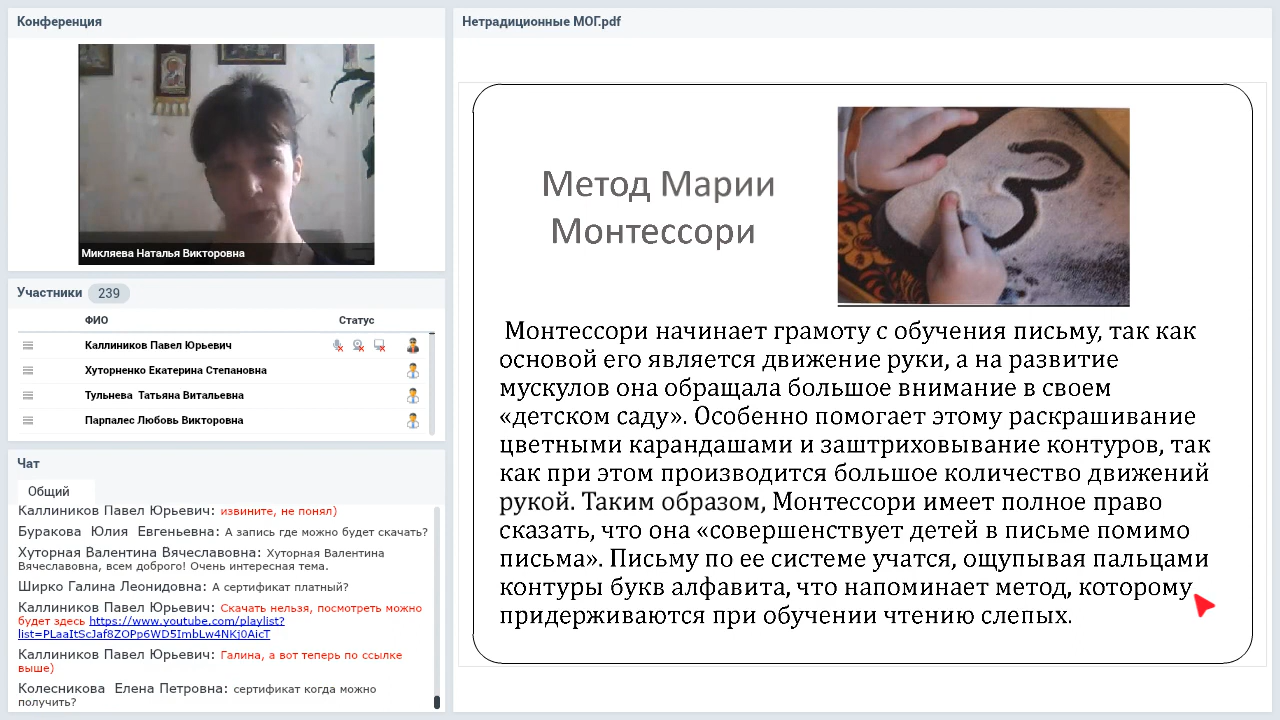 Конференция
Микляева Наталья Викторовна
Участники 239
ФИО Статус
Каллиников Павел Юрьевич
Хуторненко Екатерина Степановна
Тульнева Татьяна Витальевна
Парпалес Любовь Викторовна
Чат
Общий
Каллиников Павел Юрьевич: извините, не понял)
Буракова Юлия Евгеньевна: А запись где можно будет скачать?
Хуторная Валентина Вячеславовна: Хуторная Валентина
Вячеславовна, всем доброго! Очень интересная тема.
Ширко Галина Леонидовна: А сертификат платный?
Каллиников Павел Юрьевич: Скачать нельзя, посмотреть можно
будет здесь https://www.youtube.com/playlist?
list=PLaaItScJaf8ZOPp6WD5ImbLw4NKj0AicT
Каллиников Павел Юрьевич: Галина, а вот теперь по ссылке
выше)
Колесникова Елена Петровна: сертификат когда можно
получить?
Нетрадиционные МОГ.pdf
Метод Марии
Монтессори
Монтессори начинает грамоту с обучения письму, так как
основой его является движение руки, а на развитие
мускулов она обращала большое внимание в своем
«детском саду». Особенно помогает этому раскрашивание
цветными карандашами и заштриховывание контуров, так
как при этом производится большое количество движений
рукой. Таким образом, Монтессори имеет полное право
сказать, что она «совершенствует детей в письме помимо
письма». Письму по ее системе учатся, ощупывая пальцами
контуры букв алфавита, что напоминает метод, которому
придерживаются при обучении чтению слепых.